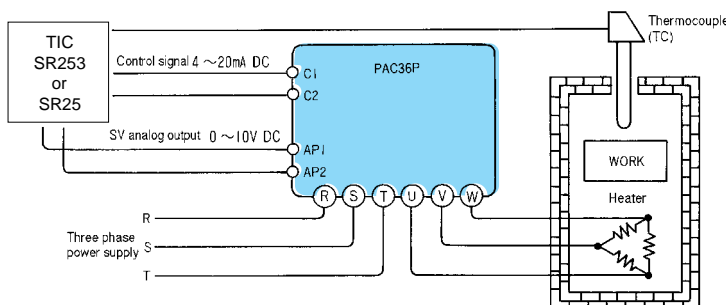 Thermocouple
(TC)
TIC
SR253
or
SR25
Control signal 4 ～20mA DC
C1
C2
PAC36P
SV analog output 0 ～10V DC
AP1
AP2
WORK
Heater
R S T U V W
R
Three phase
power supply
S
T